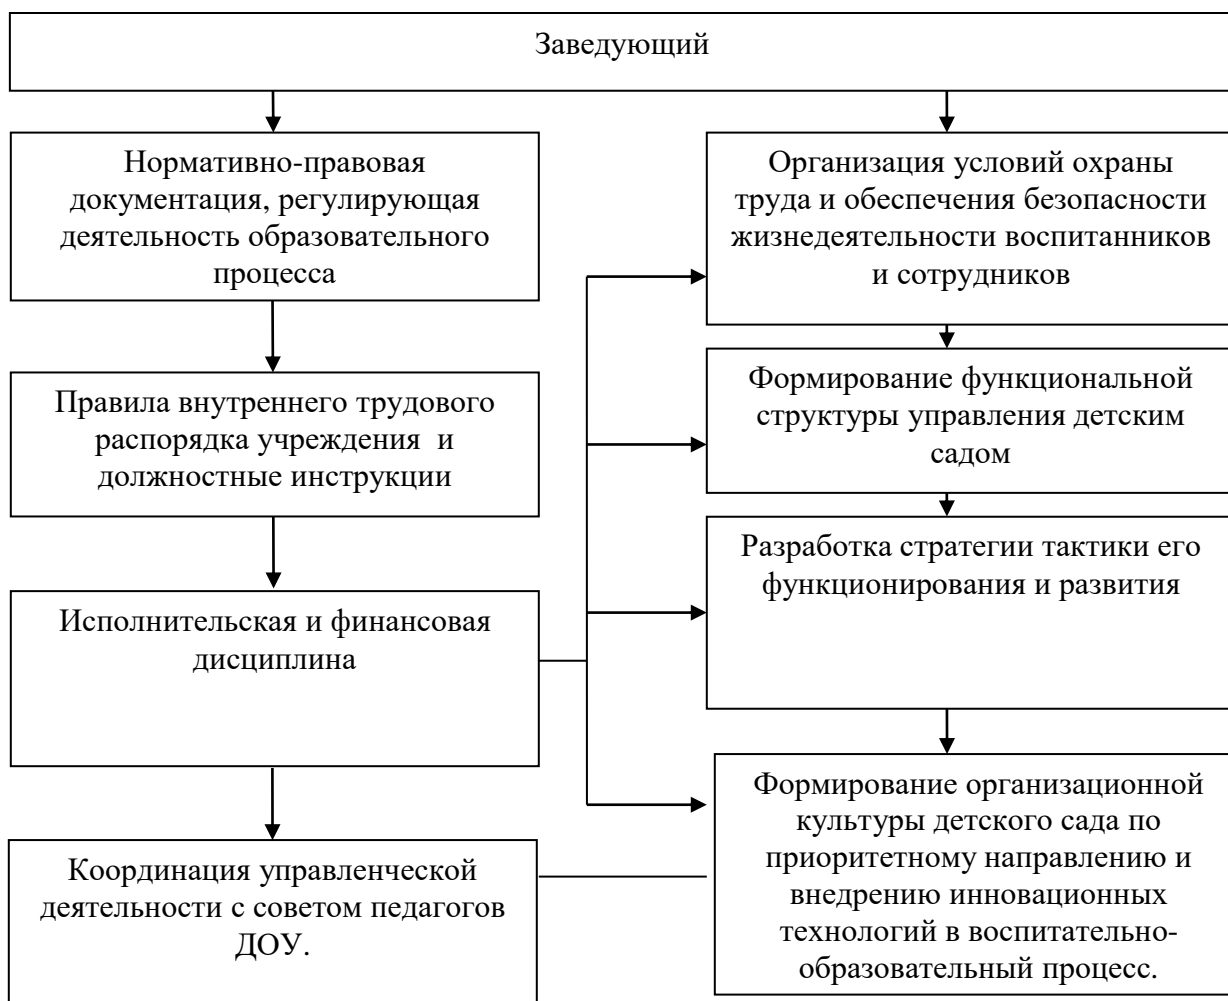 Заведующий
Нормативно-правовая
документация, регулирующая
деятельность образовательного
процесса
Организация условий охраны
труда и обеспечения безопасности
жизнедеятельности воспитанников
и сотрудников
Правила внутреннего трудового
распорядка учреждения  и
должностные инструкции
Формирование функциональной
структуры управления детским
садом
Исполнительская и финансовая
дисциплина
Разработка стратегии тактики его
функционирования и развития
Координация управленческой
деятельности с советом педагогов
ДОУ.
Формирование организационной
культуры детского сада по
приоритетному направлению и
внедрению инновационных
технологий в воспитательно-
образовательный процесс.